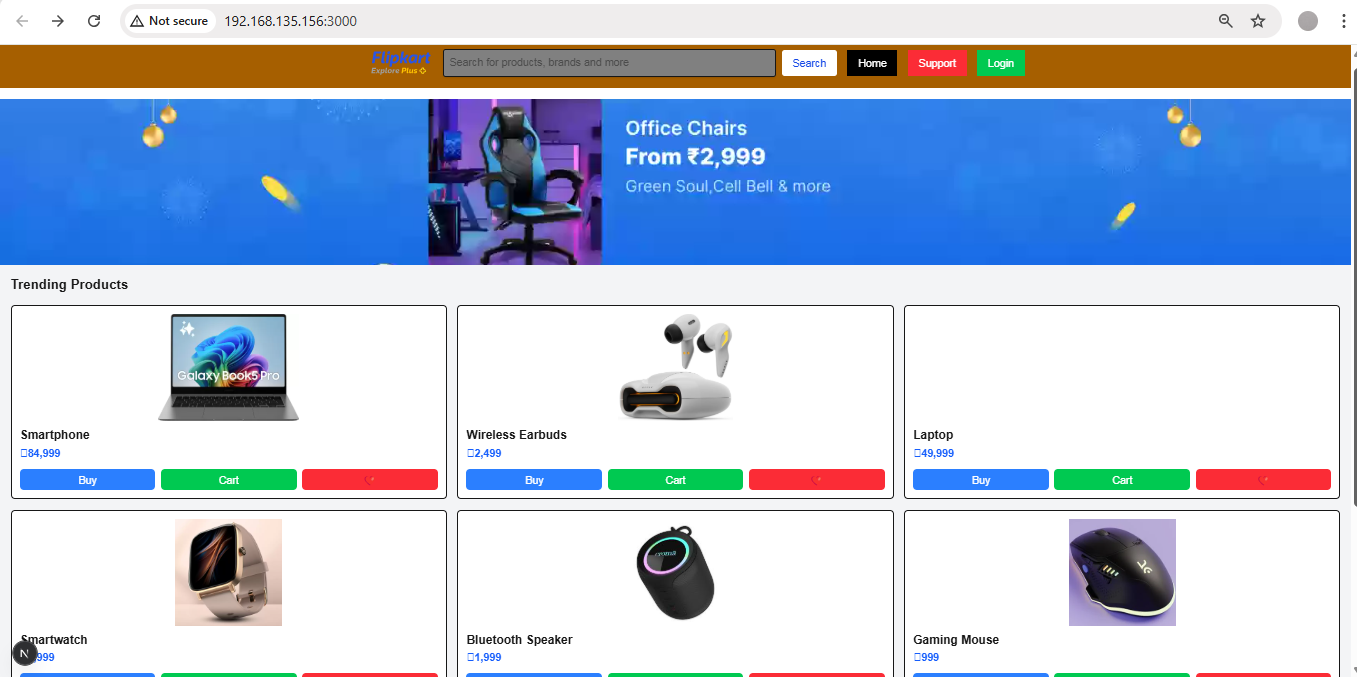 Not secure 192.168.135.156:3000
Flipkart
Explore Plus
Search for products, brands and more
Search
Home
Support
Login
Office Chairs
From ₹2,999
Green Soul,Cell Bell & more
Trending Products
Galaxy Book5 Pro
Smartphone
▯84,999
Buy Cart
Wireless Earbuds
▯2,499
Buy Cart
Laptop
▯49,999
Buy Cart
Smartwatch
,999
N
croma
Bluetooth Speaker
▯1,999
Gaming Mouse
▯999